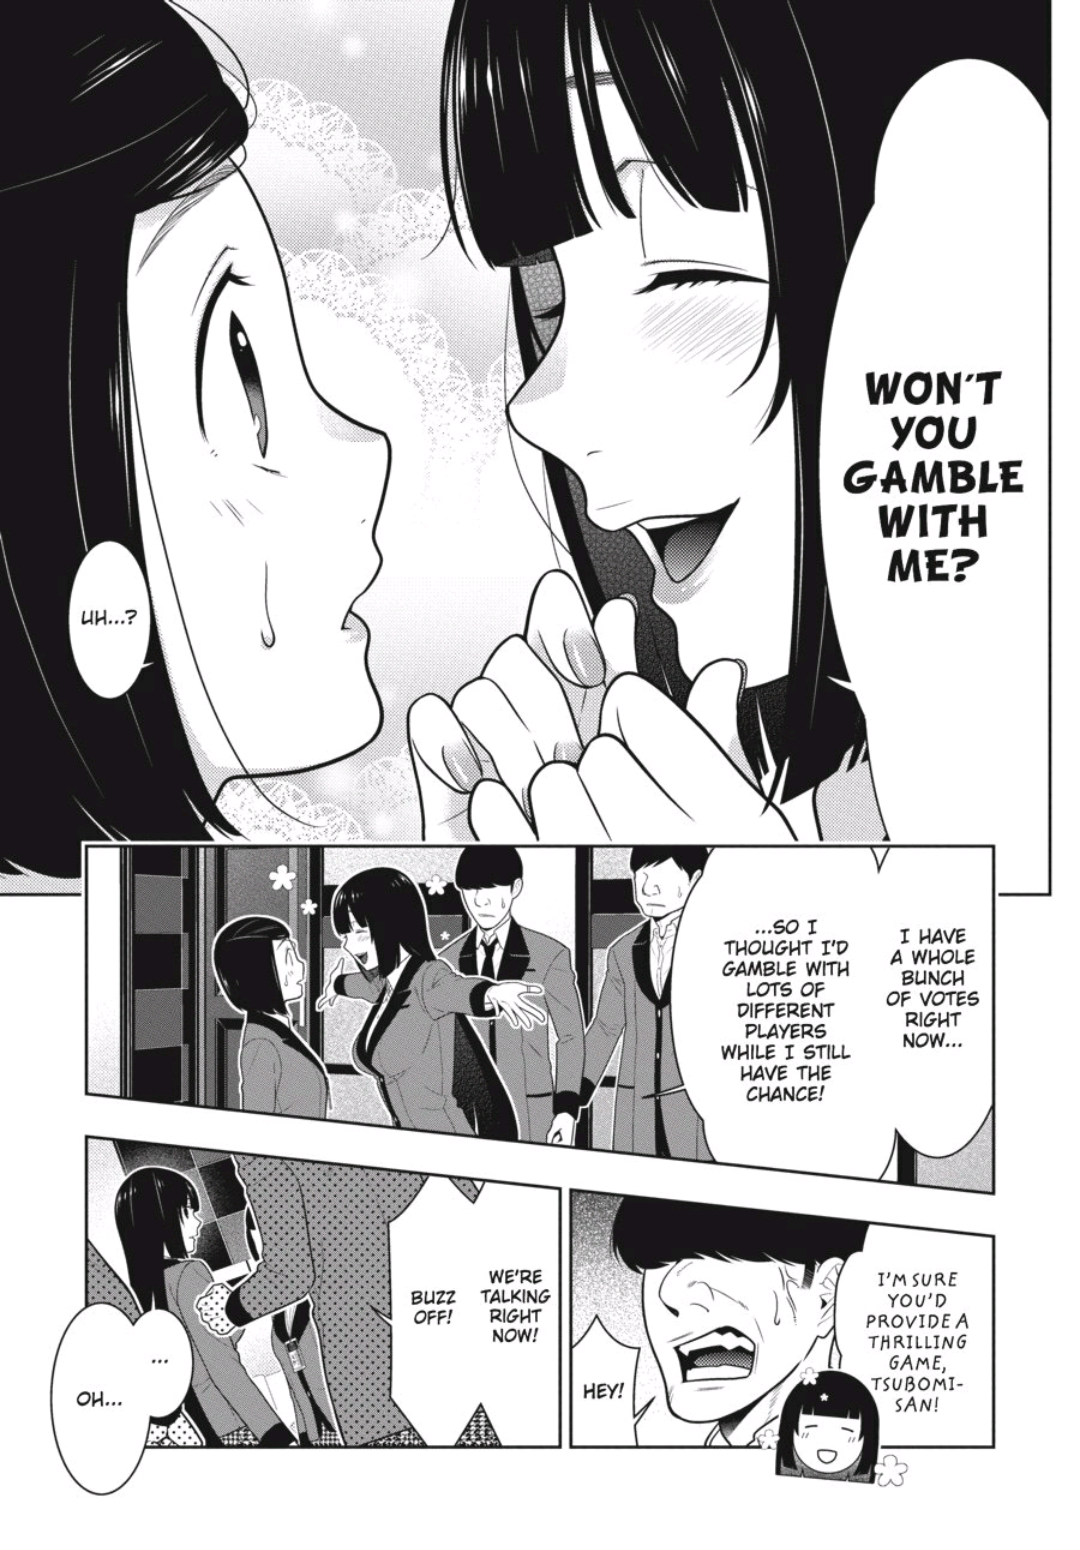 WON'T
YOU
GAMBLE
WITH
ME?
UH...?
I HAVE
A WHOLE
BUNCH
OF VOTES
RIGHT
NOW...
...SO I
THOUGHT I'D
GAMBLE WITH
LOTS OF
DIFFERENT
PLAYERS
WHILE I STILL
HAVE THE
CHANCE!
I'M SURE
YOU'D
PROVIDE A
THRILLING
GAME,
TSUBOMI-
SAN!
HEY!
WE'RE
TALKING
RIGHT
NOW!
BUZZ
OFF!
...
OH...